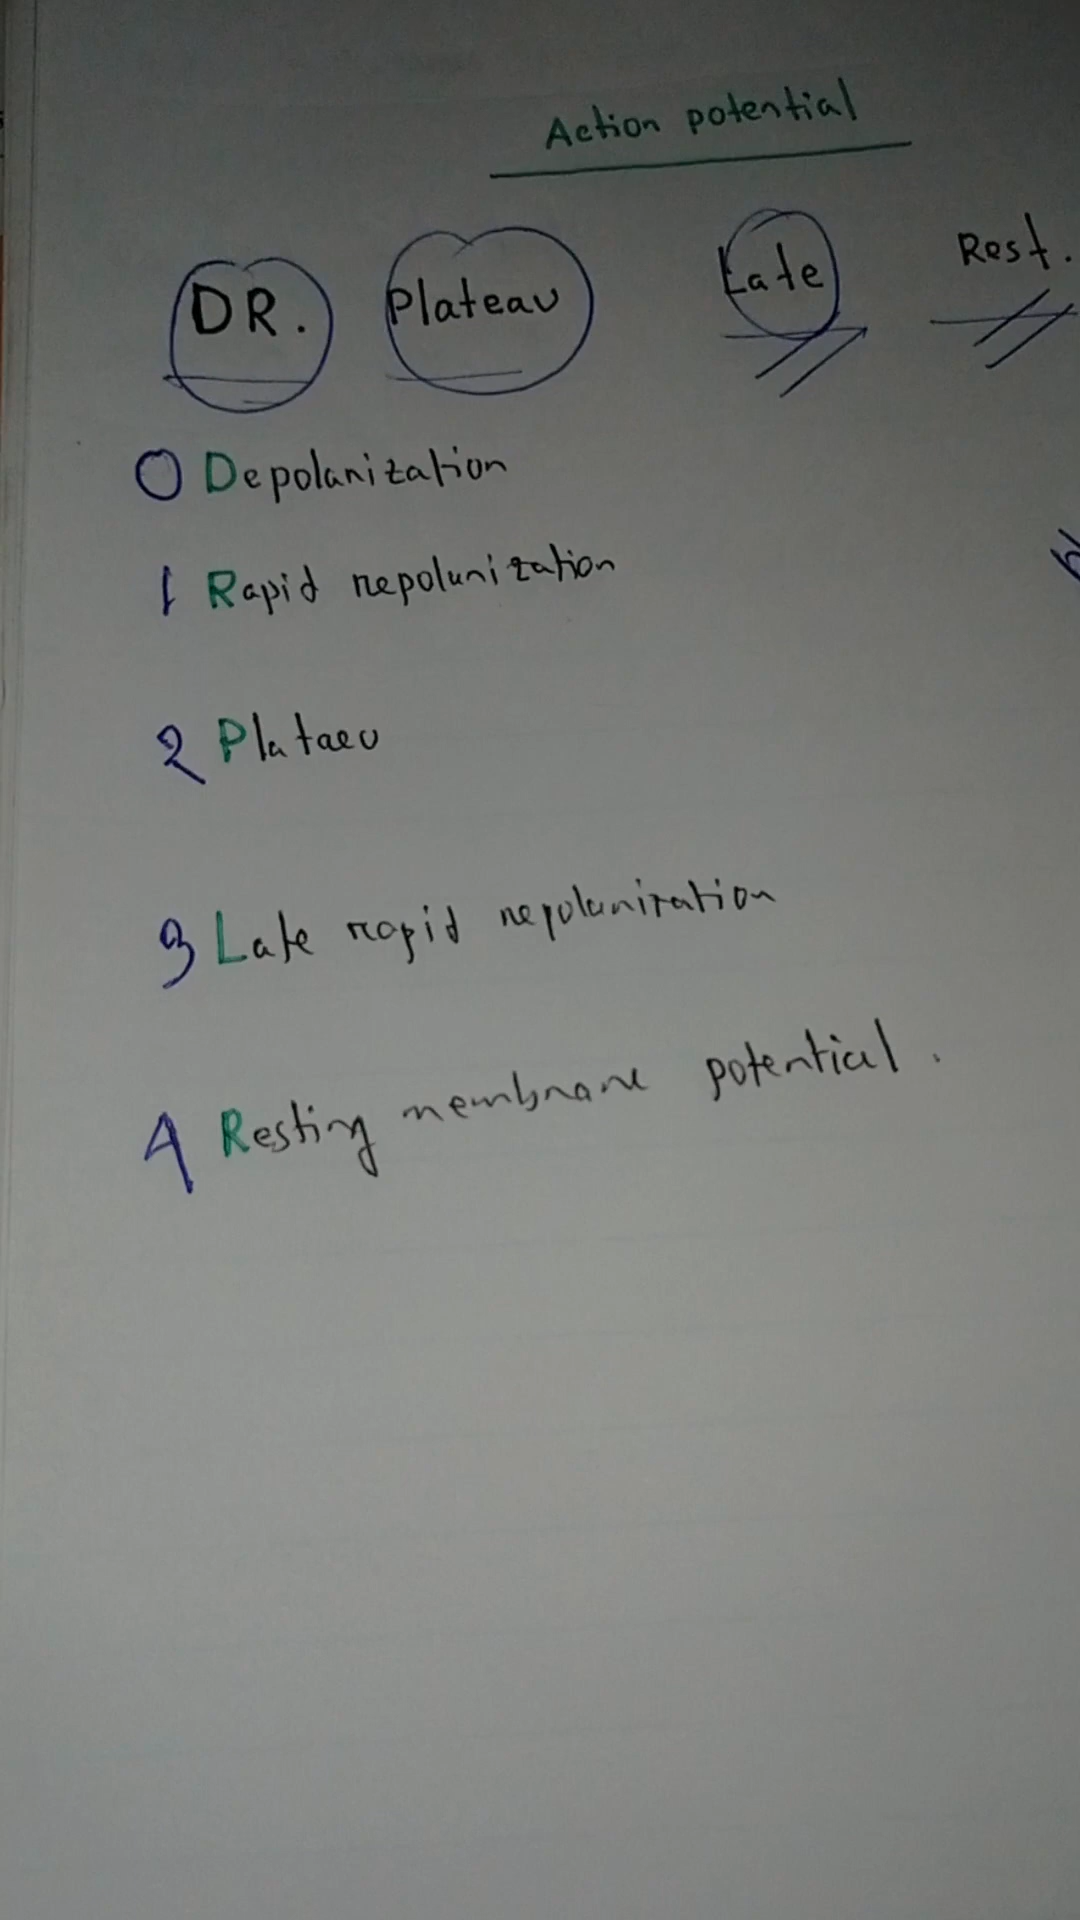 Action potential
DR. Plateau Late Rest.
0 Depolarization
1 Rapid repolarization
2 Plataeu
3 Late rapid repolarization
4 Resting membrane potential.